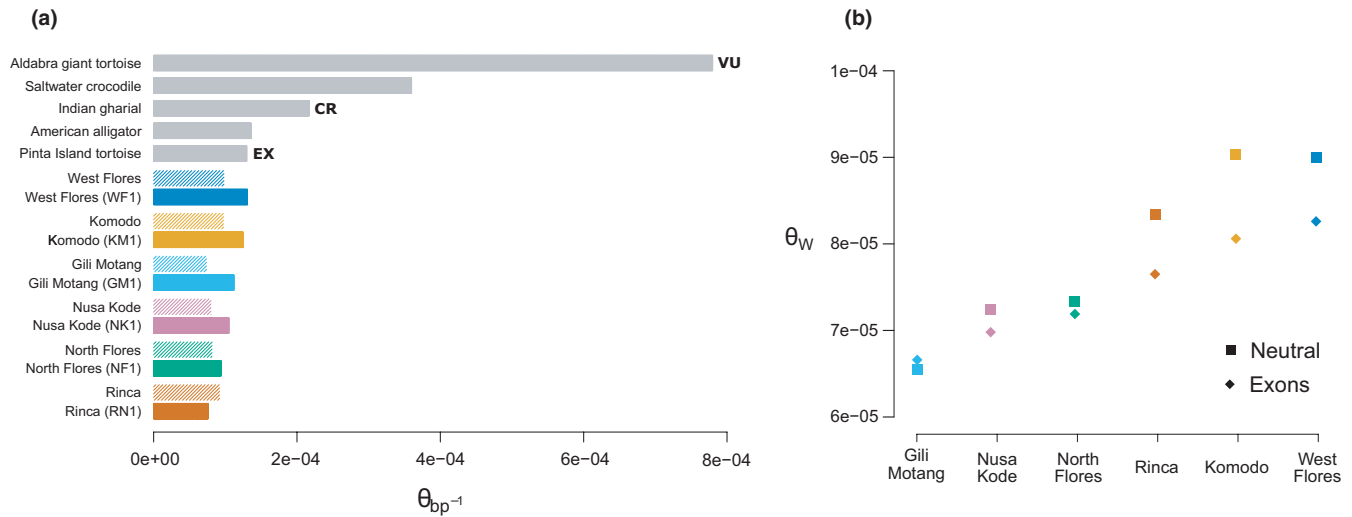 (a)
Aldabra giant tortoise VU
Saltwater crocodile
Indian gharial CR
American alligator
Pinta Island tortoise EX
West Flores
West Flores (WF1)
Komodo
Komodo (KM1)
Gili Motang
Gili Motang (GM1)
Nusa Kode
Nusa Kode (NK1)
North Flores
North Flores (NF1)
Rinca
Rinca (RN1)
0e+00 2e−04 4e−04 6e−04 8e−04
θbp⁻¹
(b)
1e−04
9e−05
8e−05
7e−05
6e−05
θW
Neutral
Exons
Gili
Motang
Nusa
Kode
North
Flores
Rinca
Komodo
West
Flores